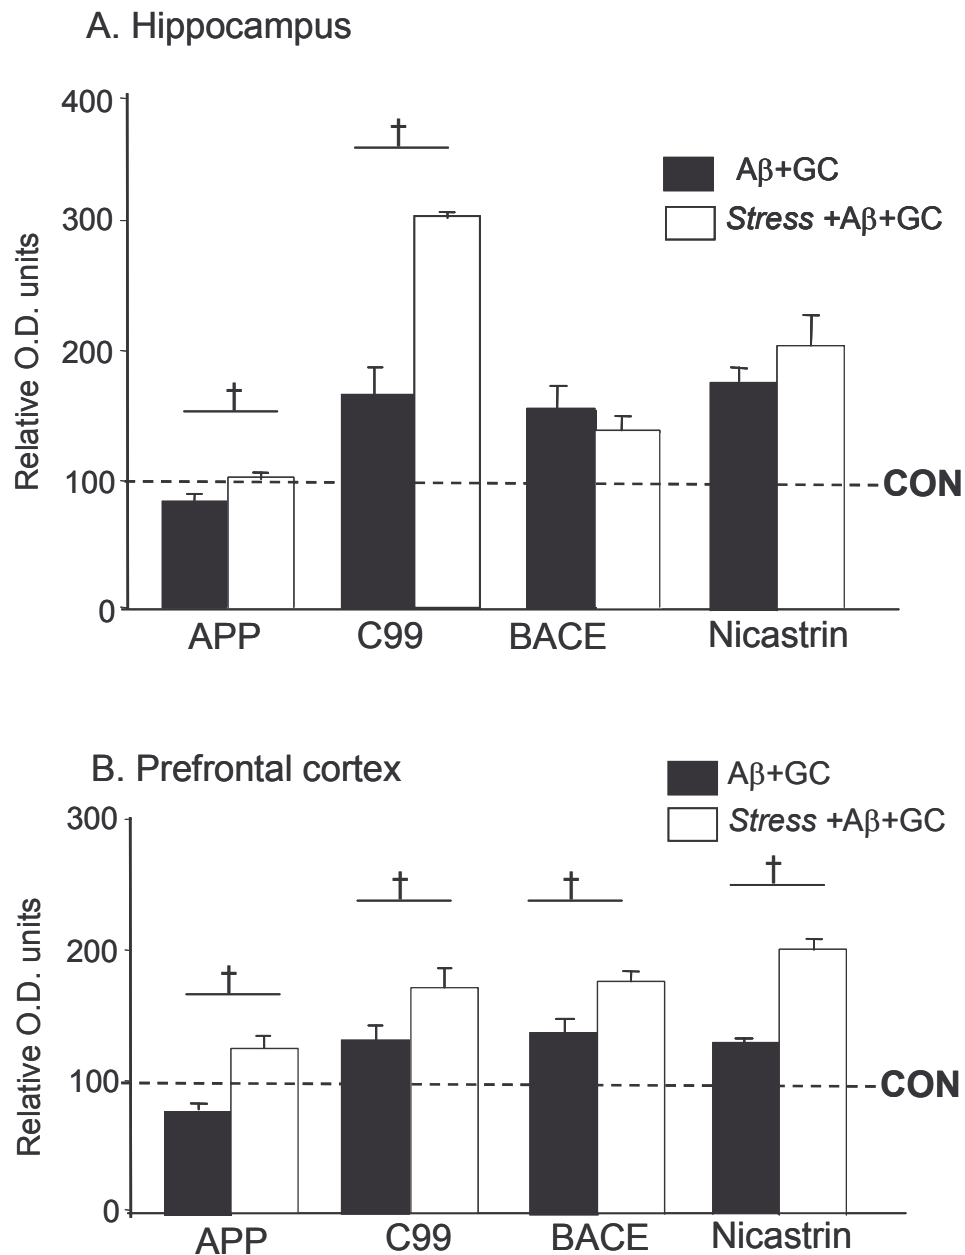 A. Hippocampus
400
†
Aβ+GC
300
Stress +Aβ+GC
Relative O.D. units
200
†
100
CON
0
APP
C99
BACE
Nicastrin
B. Prefrontal cortex
Aβ+GC
300
Stress +Aβ+GC
†
†
†
Relative O.D. units
200
†
100
CON
0
APP
C99
BACE
Nicastrin